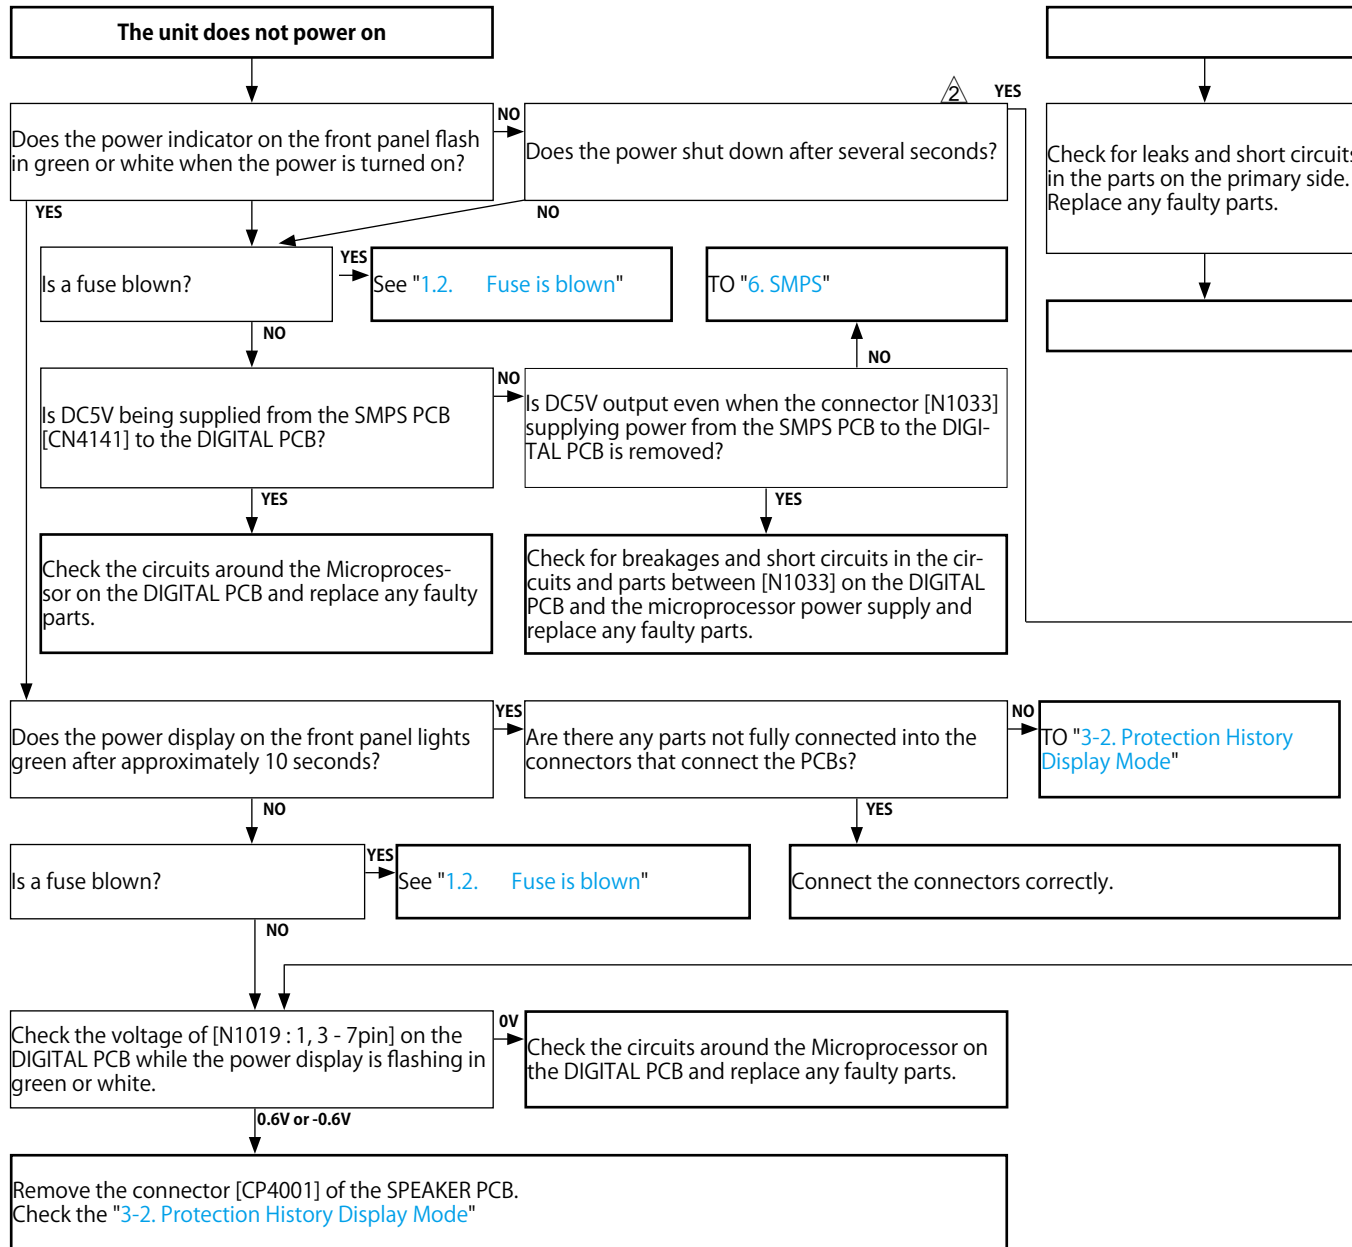 The unit does not power on
2
YES
Does the power indicator on the front panel flash
in green or white when the power is turned on?
NO
Does the power shut down after several seconds?
Check for leaks and short circuits
in the parts on the primary side.
Replace any faulty parts.
YES
NO
Is a fuse blown?
YES
See "1.2. Fuse is blown"
TO "6. SMPS"
NO
NO
Is DC5V being supplied from the SMPS PCB
[CN4141] to the DIGITAL PCB?
NO
Is DC5V output even when the connector [N1033]
supplying power from the SMPS PCB to the DIGI-
TAL PCB is removed?
YES
YES
Check the circuits around the Microproces-
sor on the DIGITAL PCB and replace any faulty
parts.
Check for breakages and short circuits in the cir-
cuits and parts between [N1033] on the DIGITAL
PCB and the microprocessor power supply and
replace any faulty parts.
Does the power display on the front panel lights
green after approximately 10 seconds?
YES
Are there any parts not fully connected into the
connectors that connect the PCBs?
NO
TO "3-2. Protection History
Display Mode"
NO
YES
Is a fuse blown?
YES
See "1.2. Fuse is blown"
Connect the connectors correctly.
NO
Check the voltage of [N1019 : 1, 3 - 7pin] on the
DIGITAL PCB while the power display is flashing in
green or white.
0V
Check the circuits around the Microprocessor on
the DIGITAL PCB and replace any faulty parts.
0.6V or -0.6V
Remove the connector [CP4001] of the SPEAKER PCB.
Check the "3-2. Protection History Display Mode"